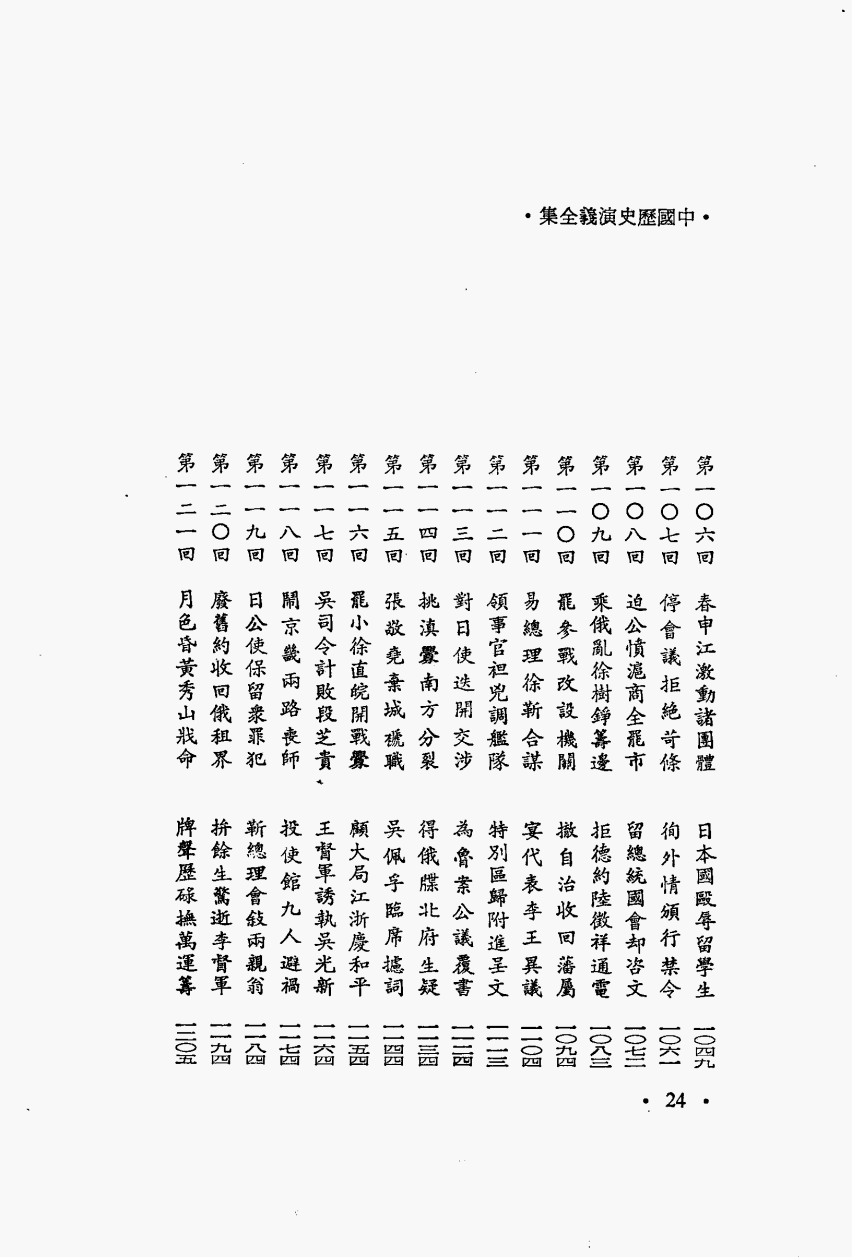 ・中國歷史演義全集・
第一〇六回 春申江激動諸團體 日本國毆辱留學生 一〇四九
第一〇七回 停會議拒絕苛條 徇外情頒行禁令 一〇六一
第一〇八回 迫公憤滬商全罷市 留總統國會却咨文 一〇七二
第一〇九回 乘俄亂徐樹錚籌邊 拒德約陸徵祥通電 一〇八三
第一一〇回 罷參戰改設機關 撤自治收回藩屬 一〇九四
第一一一回 易總理徐靳合謀 宴代表李王異議 一一〇四
第一一二回 領事官袒兇調艦隊 特別區歸附進呈文 一一一三
第一一三回 對日使迭開交涉 為魯案公議覆書 一一二四
第一一四回 挑滇釁南方分裂 得俄牒北府生疑 一一三四
第一一五回 張敬堯棄城褫職 吳佩孚臨席攄詞 一一四四
第一一六回 罷小徐直皖開戰釁 顧大局江浙慶和平 一一五四
第一一七回 吳司令計敗段芝貴 王督軍誘執吳光新 一一六四
第一一八回 鬧京畿兩路喪師 投使館九人避禍 一一七四
第一一九回 日公使保留衆罪犯 靳總理會敍兩親翁 一一八四
第一二〇回 廢舊約收回俄租界 拚餘生驚逝李督軍 一一九四
第一二一回 月色昏黃秀山戕命 牌聲歷碌撫萬運籌 一二〇五
・24・